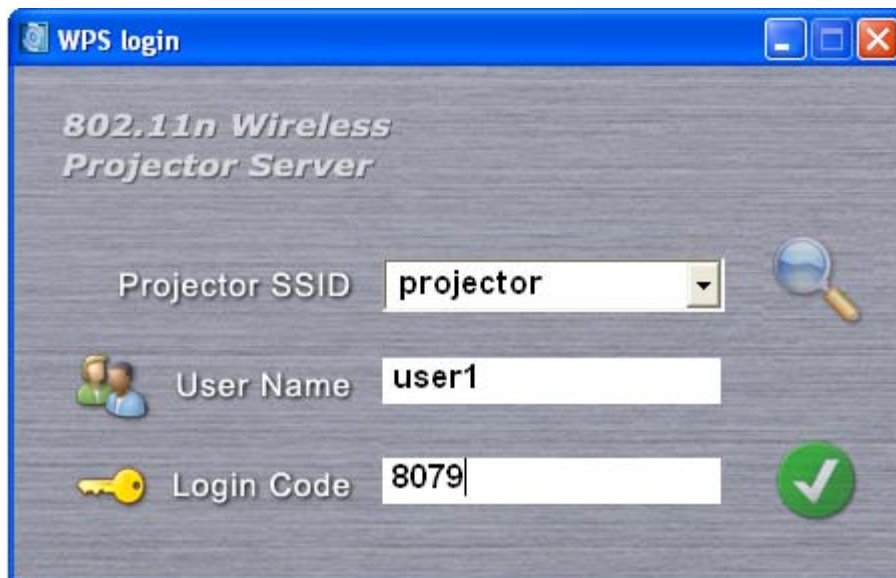 WPS login
802.11n Wireless
Projector Server
Projector SSID projector
User Name user1
Login Code 8079